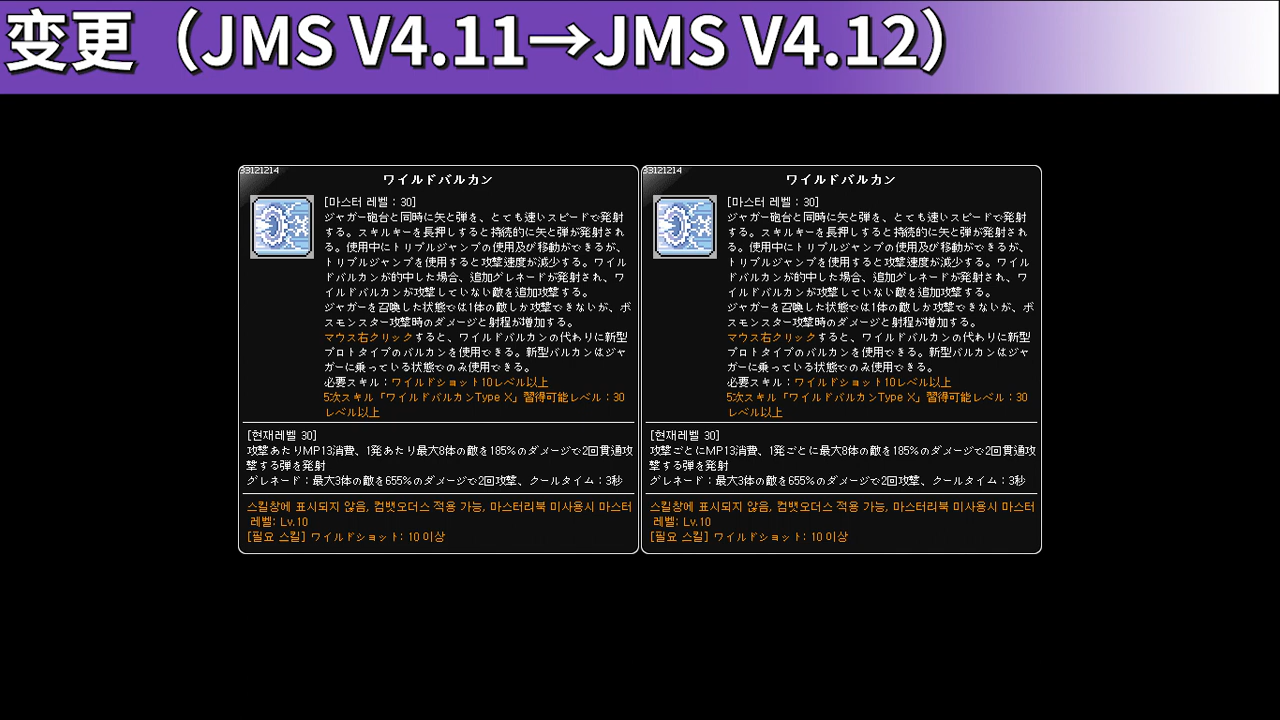 变更（JMS V4.11→JMS V4.12）
33121214
ワイルドバルカン
[마스터 레벨 : 30]
ジャガー砲台と同時に矢と弾を、とても速いスピードで発射
する。スキルキーを長押しすると持続的に矢と弾が発射され
る。使用中にトリプルジャンプの使用及び移動ができるが、
トリプルジャンプを使用すると攻撃速度が減少する。ワイル
ドバルカンが的中した場合、追加グレネードが発射され、ワ
イルドバルカンが攻撃していない敵を追加攻撃する。
ジャガーを召喚した状態では1体の敵しか攻撃できないが、ボ
スモンスター攻撃時のダメージと射程が増加する。
マウス右クリックすると、ワイルドバルカンの代わりに新型
プロトタイプのバルカンを使用できる。新型バルカンはジャ
ガーに乗っている状態でのみ使用できる。
必要スキル：ワイルドショット10レベル以上
5次スキル「ワイルドバルカンType X」習得可能レベル：30
レベル以上
[현재레벨 30]
攻撃あたりMP13消費、1発あたり最大8体の敵を185%のダメージで2回貫通攻
撃する弾を発射
グレネード：最大3体の敵を655%のダメージで2回攻撃、クールタイム：3秒
스킬창에 표시되지 않음, 컴뱃오더스 적용 가능, 마스터리북 미사용시 마스터
레벨: Lv.10
[필요 스킬] ワイルドショット: 10 이상
33121214
ワイルドバルカン
[마스터 레벨 : 30]
ジャガー砲台と同時に矢と弾を、とても速いスピードで発射
する。スキルキーを長押しすると持続的に矢と弾が発射され
る。使用中にトリプルジャンプの使用及び移動ができるが、
トリプルジャンプを使用すると攻撃速度が減少する。ワイル
ドバルカンが的中した場合、追加グレネードが発射され、ワ
イルドバルカンが攻撃していない敵を追加攻撃する。
ジャガーを召喚した状態では1体の敵しか攻撃できないが、ボ
スモンスター攻撃時のダメージと射程が増加する。
マウス右クリックすると、ワイルドバルカンの代わりに新型
プロトタイプのバルカンを使用できる。新型バルカンはジャ
ガーに乗っている状態でのみ使用できる。
必要スキル：ワイルドショット10レベル以上
5次スキル「ワイルドバルカンType X」習得可能レベル：30
レベル以上
[현재레벨 30]
攻撃ごとにMP13消費、1発ごとに最大8体の敵を185%のダメージで2回貫通攻
撃する弾を発射
グレネード：最大3体の敵を655%のダメージで2回攻撃、クールタイム：3秒
스킬창에 표시되지 않음, 컴뱃오더스 적용 가능, 마스터리북 미사용시 마스터
레벨: Lv.10
[필요 스킬] ワイルドショット: 10 이상